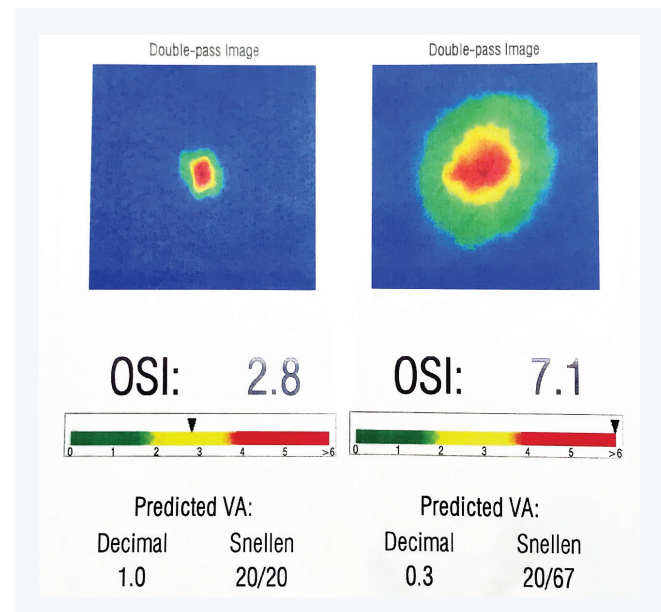 Double-pass Image
OSI: 2.8
0 1 2 3 4 5 >6
Predicted VA:
Decimal Snellen
1.0 20/20
Double-pass Image
OSI: 7.1
0 1 2 3 4 5 >6
Predicted VA:
Decimal Snellen
0.3 20/67